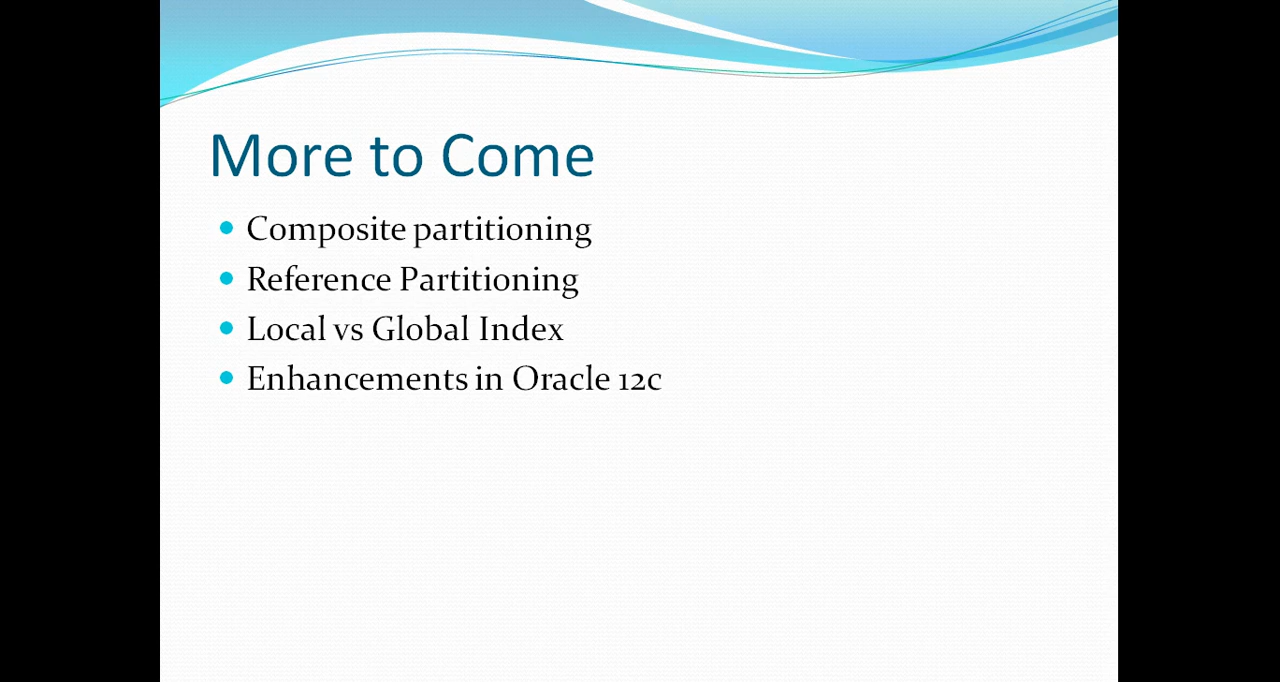 More to Come
Composite partitioning
Reference Partitioning
Local vs Global Index
Enhancements in Oracle 12c